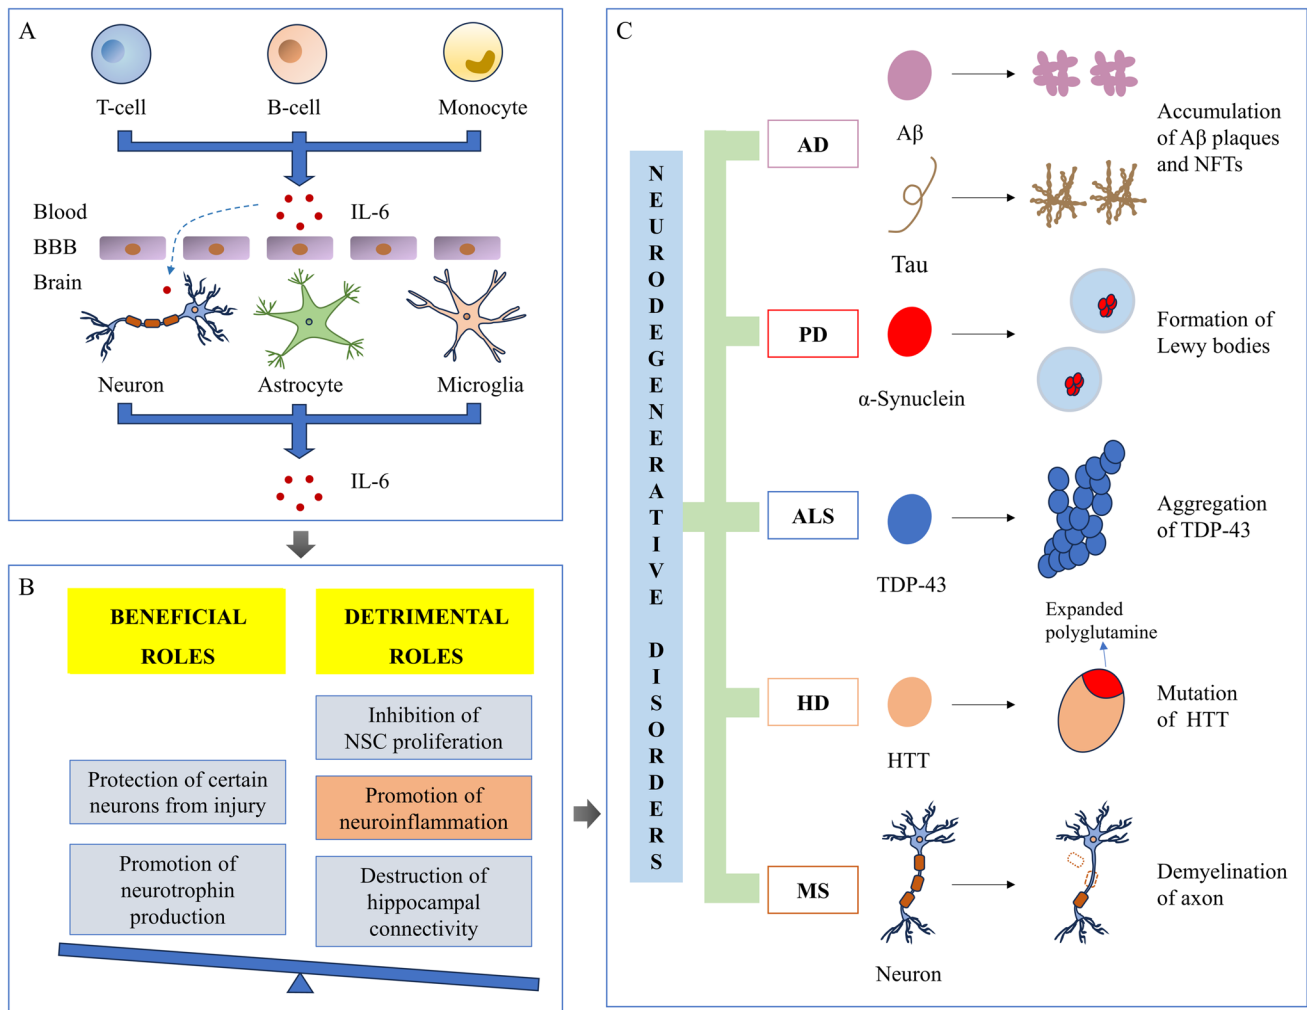 A
T-cell
B-cell
Monocyte
Blood
IL-6
BBB
Brain
Neuron
Astrocyte
Microglia
IL-6
B
BENEFICIAL
ROLES
DETRIMENTAL
ROLES
Protection of certain
neurons from injury
Promotion of
neurotrophin
production
Inhibition of
NSC proliferation
Promotion of
neuroinflammation
Destruction of
hippocampal
connectivity
C
NEURODEGENERATIVE DISORDERS
AD
Aβ
Tau
Accumulation
of Aβ plaques
and NFTs
PD
α-Synuclein
Formation of
Lewy bodies
ALS
TDP-43
Aggregation
of TDP-43
HD
HTT
Expanded
polyglutamine
Mutation
of HTT
MS
Neuron
Demyelination
of axon